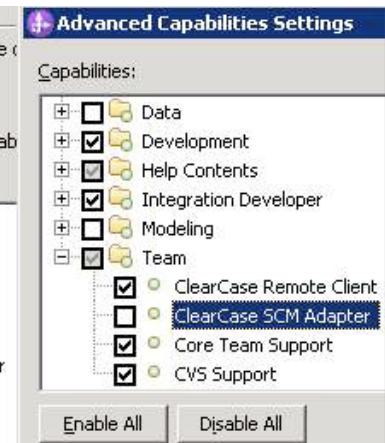 Advanced Capabilities Settings
Capabilities:
Data
Development
Help Contents
Integration Developer
Modeling
Team
ClearCase Remote Client
ClearCase SCM Adapter
Core Team Support
CVS Support
Enable All Disable All